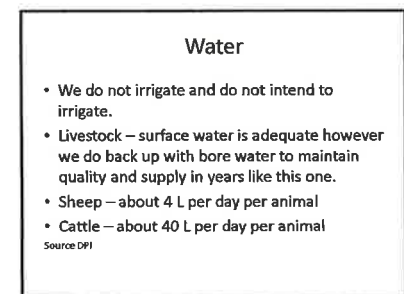 Water
• We do not irrigate and do not intend to
irrigate.
• Livestock – surface water is adequate however
we do back up with bore water to maintain
quality and supply in years like this one.
• Sheep – about 4 L per day per animal
• Cattle – about 40 L per day per animal
Source DPI